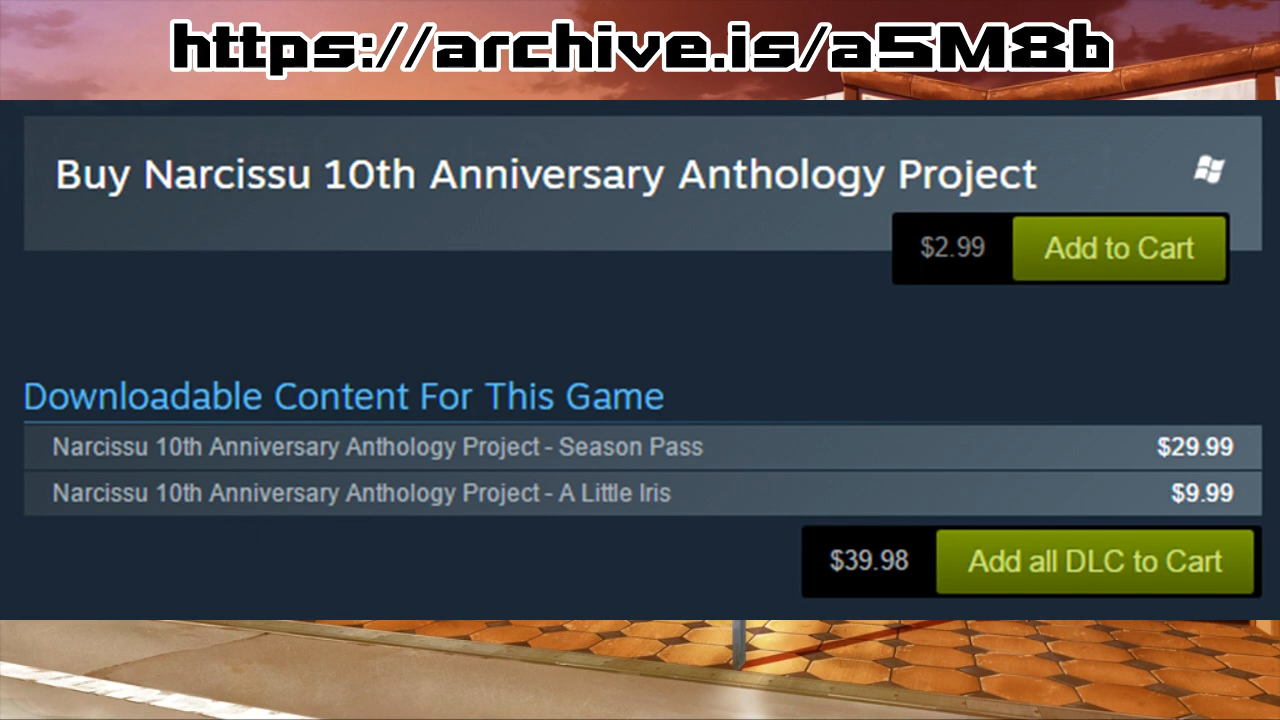 https://archive.is/a5M8b
Buy Narcissu 10th Anniversary Anthology Project
$2.99
Add to Cart
Downloadable Content For This Game
Narcissu 10th Anniversary Anthology Project - Season Pass
$29.99
Narcissu 10th Anniversary Anthology Project - A Little Iris
$9.99
$39.98
Add all DLC to Cart